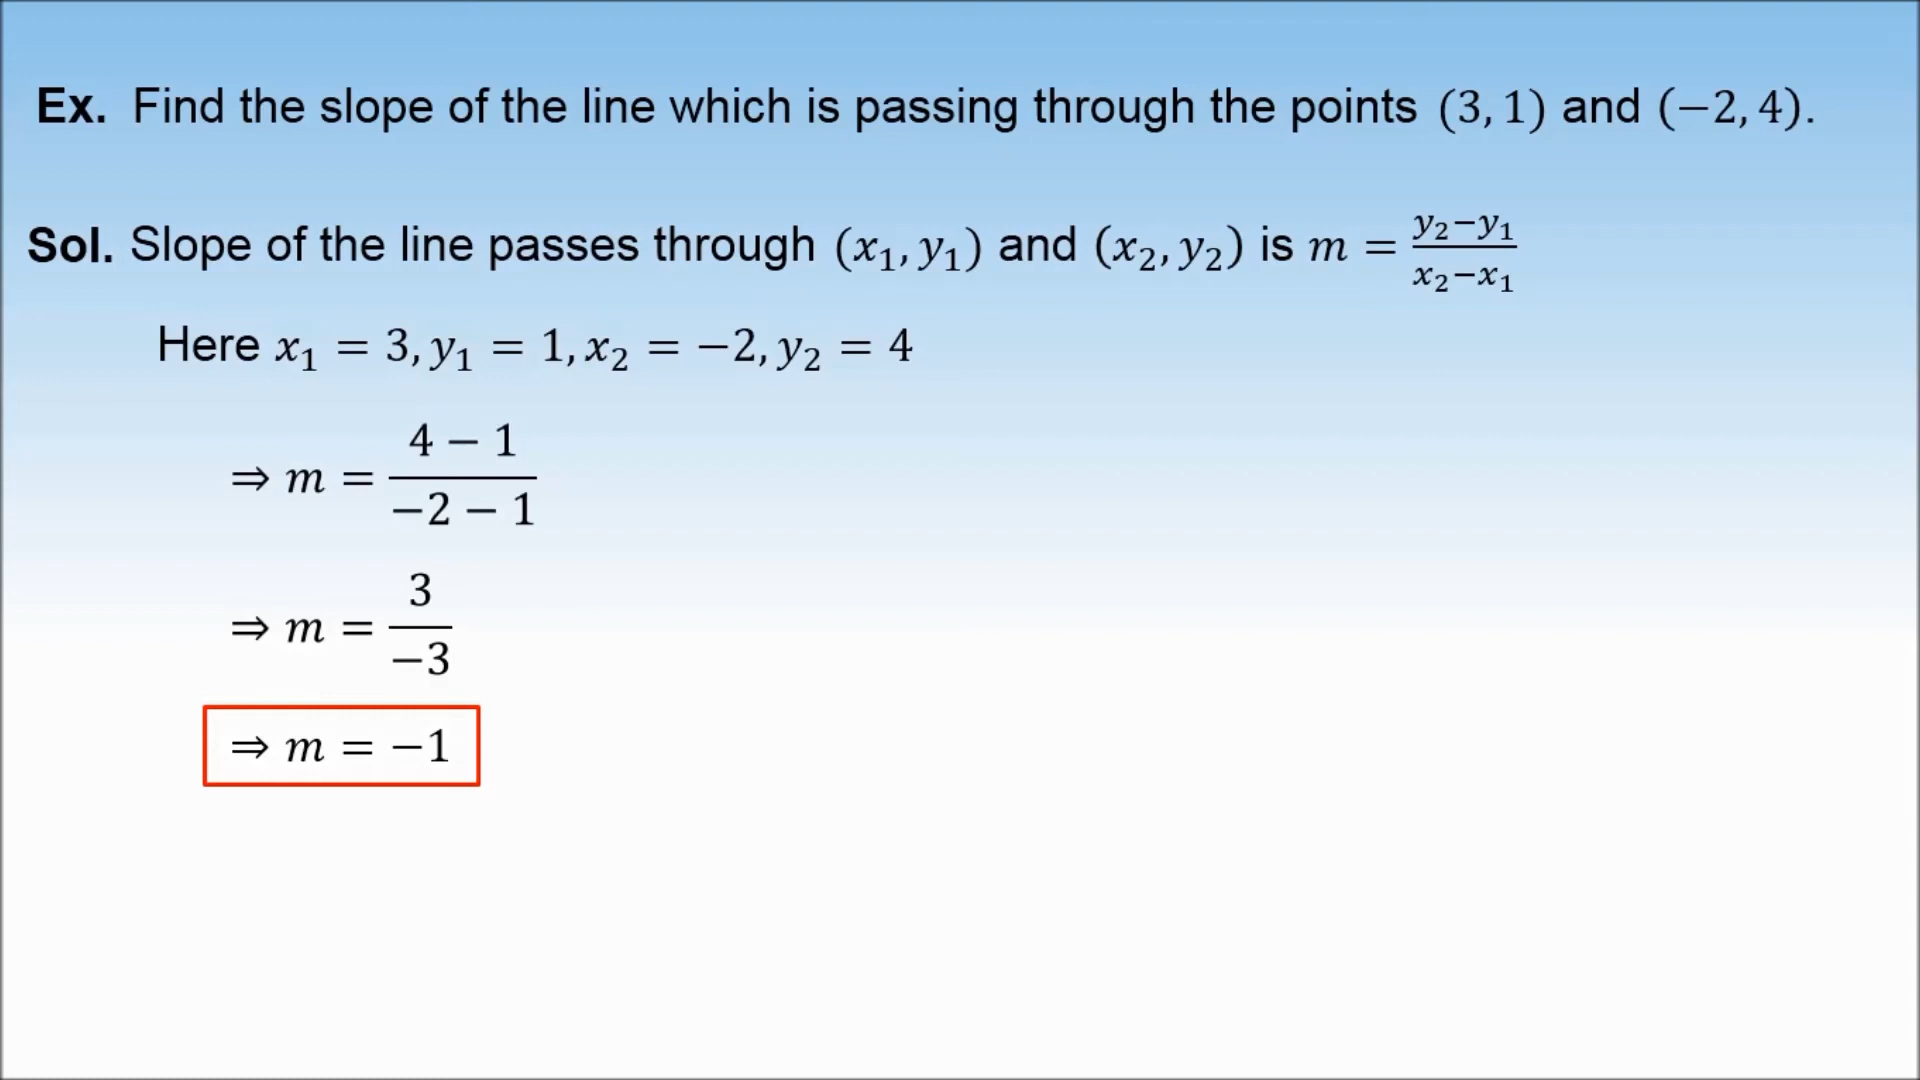 Ex. Find the slope of the line which is passing through the points (3, 1) and (−2, 4).
Sol. Slope of the line passes through (x₁, y₁) and (x₂, y₂) is m = (y₂−y₁)/(x₂−x₁)
Here x₁ = 3, y₁ = 1, x₂ = −2, y₂ = 4
⇒ m = (4 − 1)/(−2 − 1)
⇒ m = 3/−3
⇒ m = −1